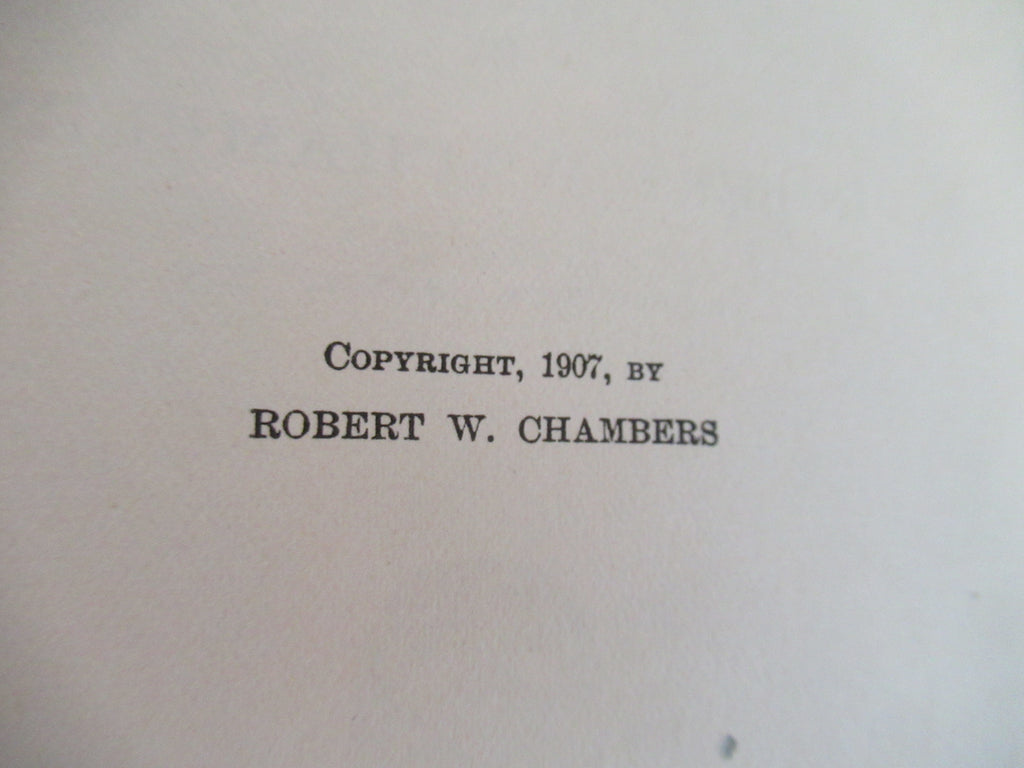 Copyright, 1907, by
ROBERT W. CHAMBERS